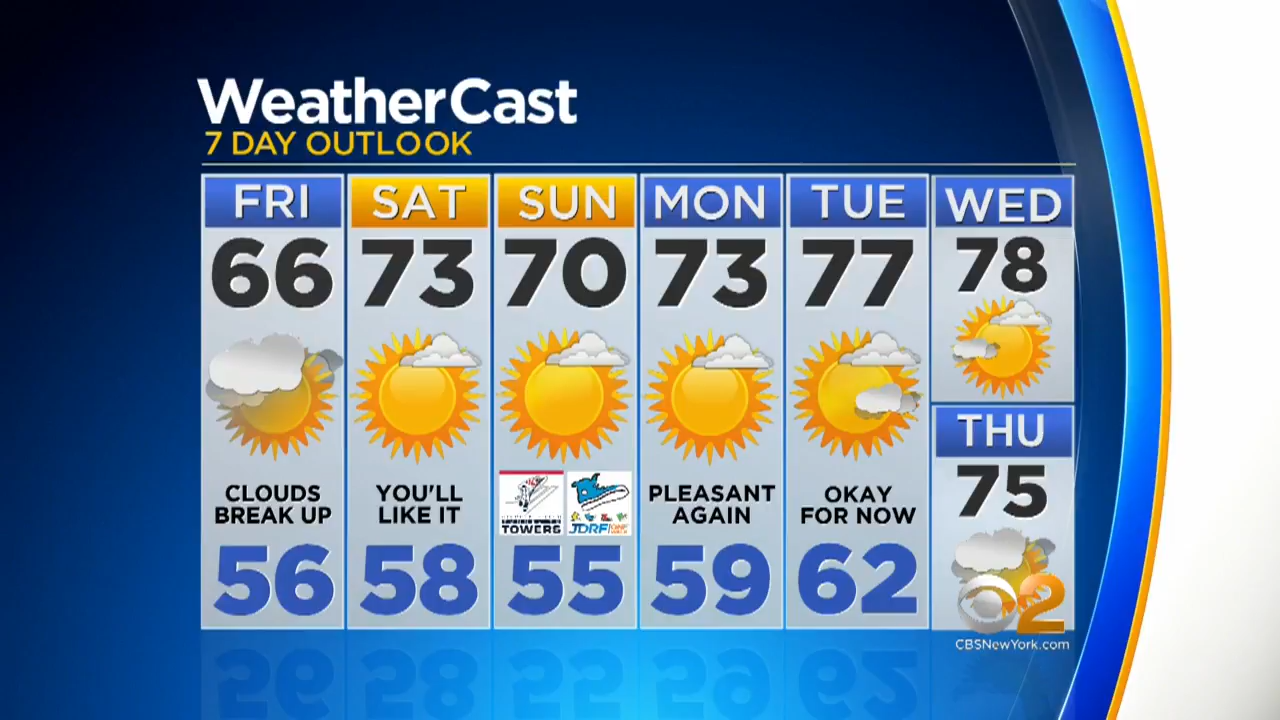 WeatherCast
7 DAY OUTLOOK
FRI
66
CLOUDS
BREAK UP
56
SAT
73
YOU'LL
LIKE IT
58
SUN
70
TOWERS
JDRF
55
MON
73
PLEASANT
AGAIN
59
TUE
77
OKAY
FOR NOW
62
WED
78
THU
75
2
CBSNewYork.com